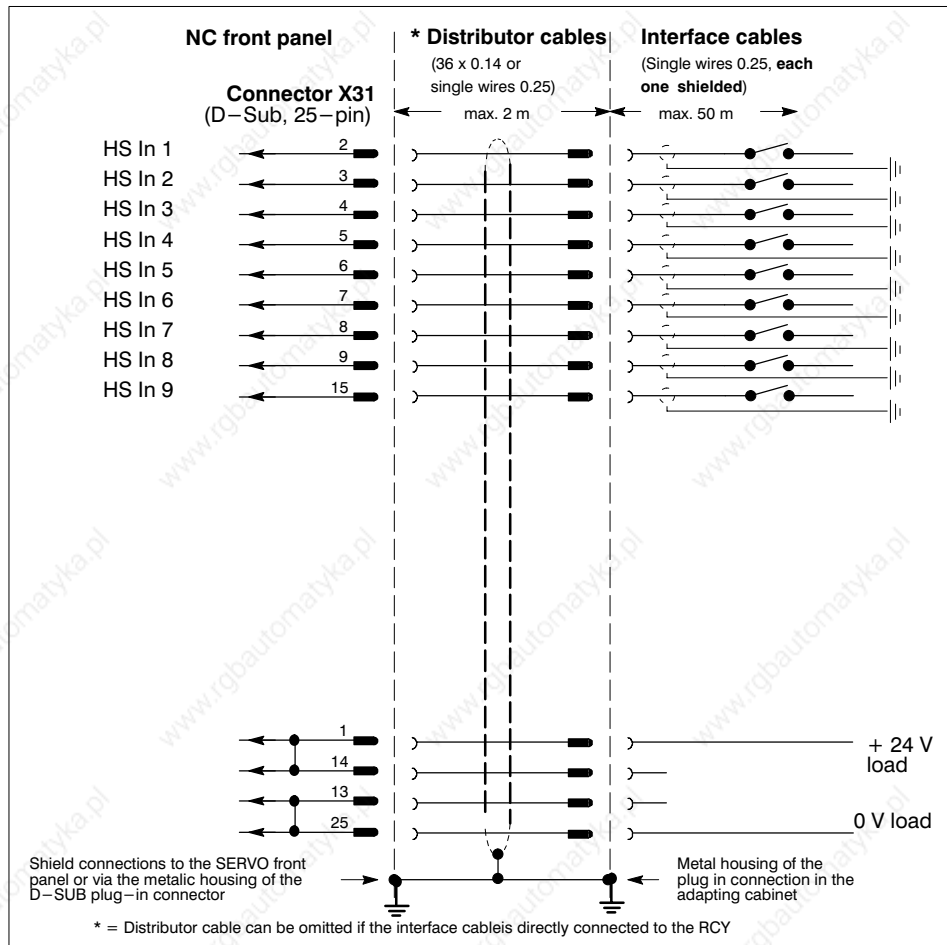 NC front panel
* Distributor cables
Interface cables
(36 x 0.14 or
single wires 0.25)
(Single wires 0.25, each
one shielded)
Connector X31
(D−Sub, 25−pin)
max. 2 m
max. 50 m
HS In 1
2
HS In 2
3
HS In 3
4
HS In 4
5
HS In 5
6
HS In 6
7
HS In 7
8
HS In 8
9
HS In 9
15
1
14
13
25
+ 24 V
load
0 V load
Shield connections to the SERVO front
panel or via the metalic housing of the
D−SUB plug−in connector
Metal housing of the
plug in connection in the
adapting cabinet
* = Distributor cable can be omitted if the interface cableis directly connected to the RCY
www.rgbautomatyka.pl